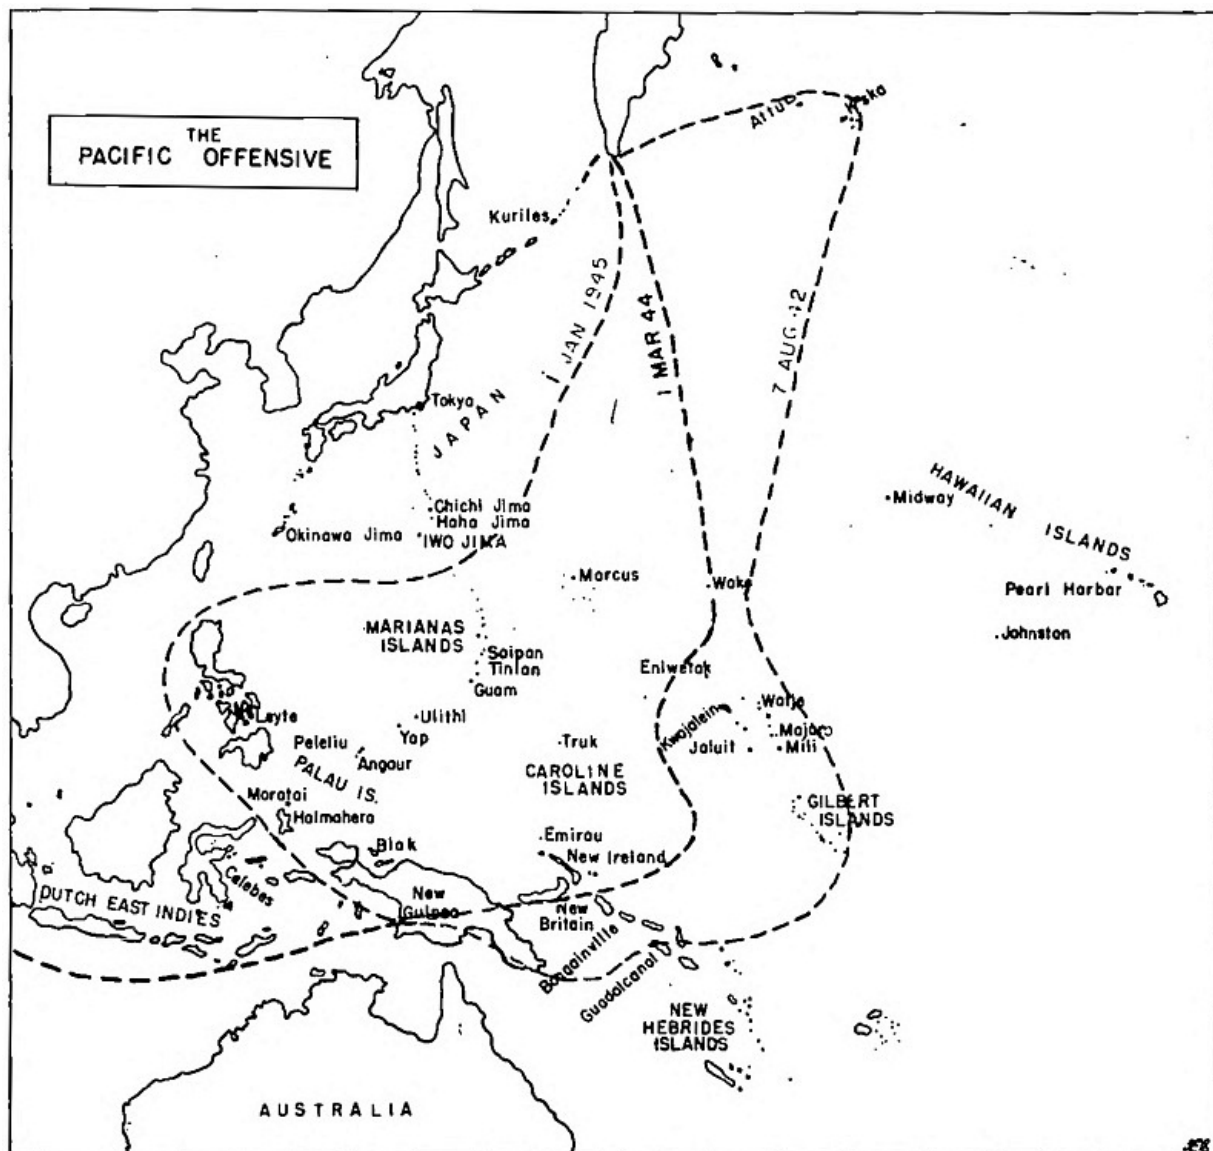 THE
PACIFIC OFFENSIVE
Attu
Kiska
Kuriles
1 JAN 1945
1 MAR 44
7 AUG 42
Tokyo
JAPAN
Midway
HAWAIIAN ISLANDS
Chichi Jima
Haha Jima
IWO JIMA
Okinawa Jima
Marcus
Wake
Pearl Harbor
Johnston
MARIANAS
ISLANDS
Saipan
Tinian
Guam
Eniwetok
Kwajalein
Wotje
Majuro
Jaluit
Mili
Leyte
Ulithi
Yap
Peleliu
Angaur
PALAU IS.
Truk
CAROLINE
ISLANDS
GILBERT
ISLANDS
Morotai
Halmahera
Biak
Emirau
New Ireland
Celebes
DUTCH EAST INDIES
New
Guinea
New
Britain
Bougainville
Guadalcanal
NEW
HEBRIDES
ISLANDS
AUSTRALIA